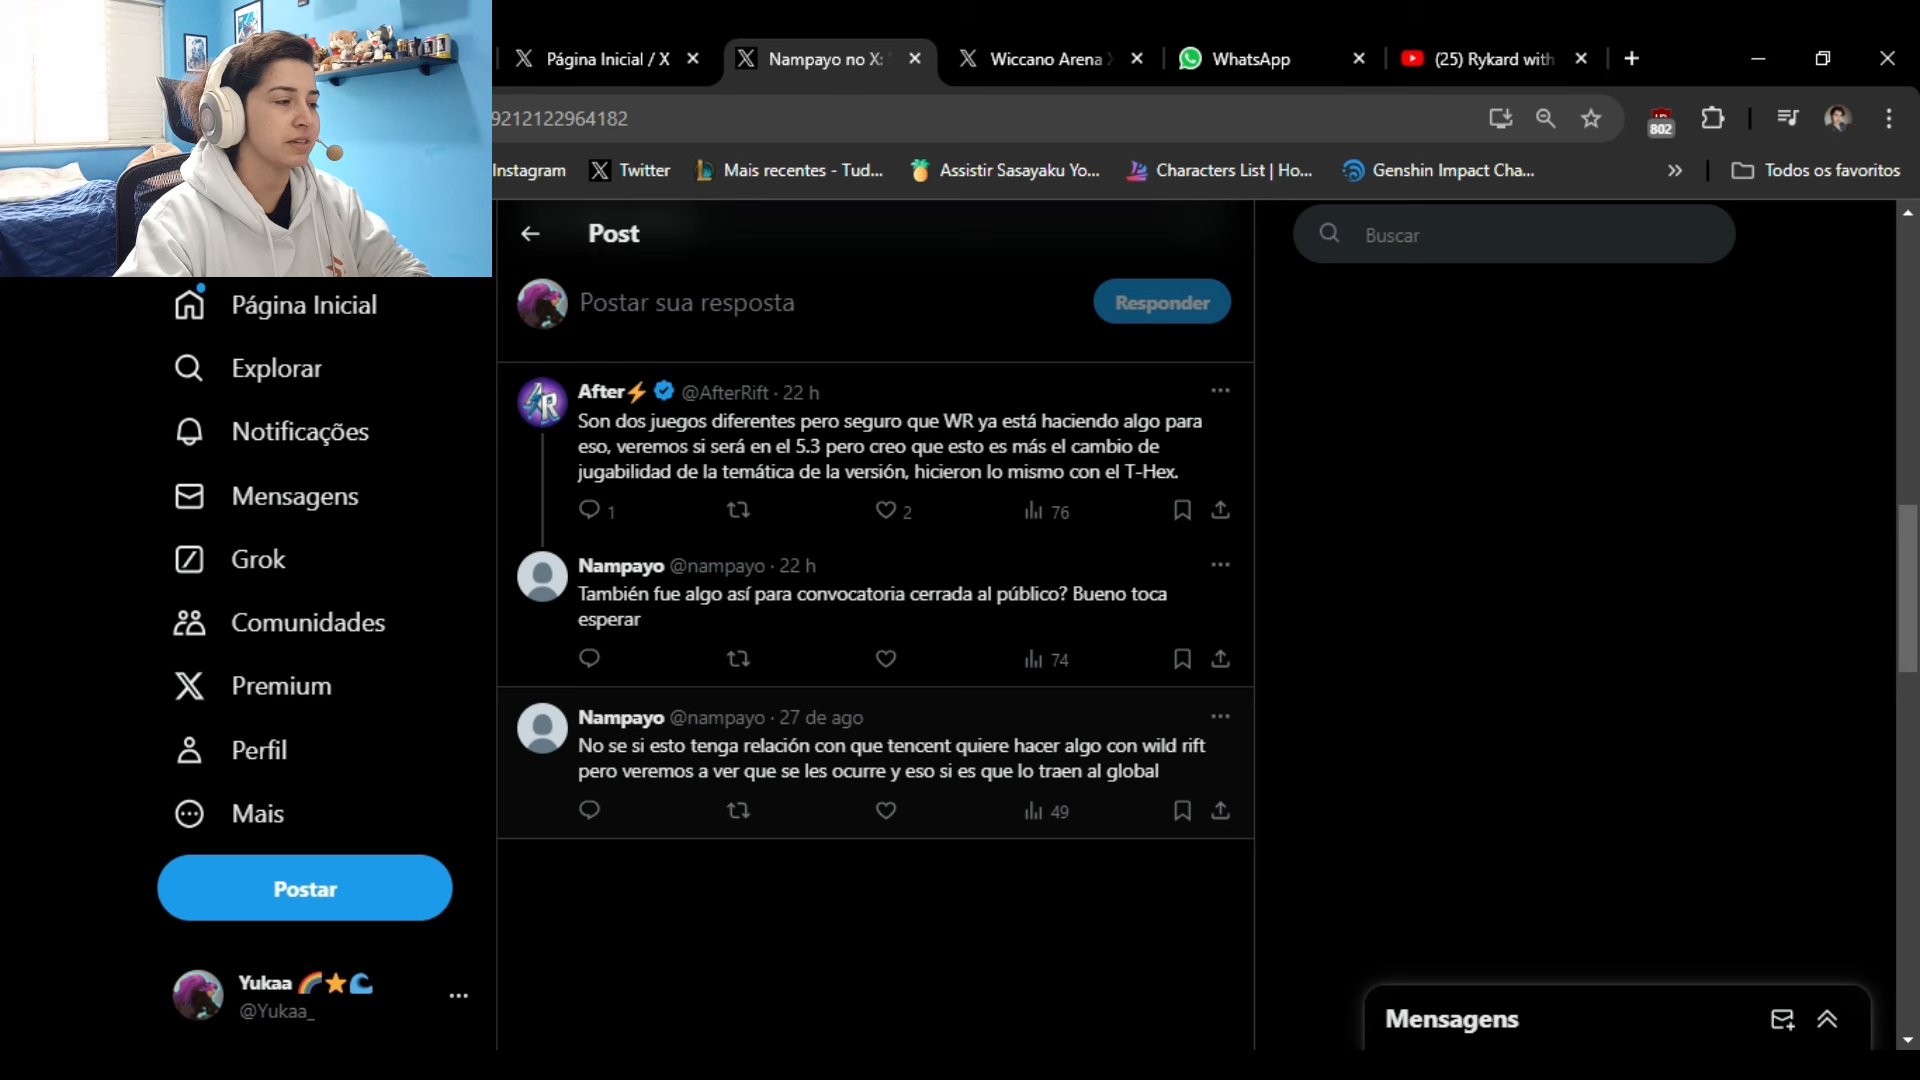 Página Inicial / X
Nampayo no X:
Wiccano Arena
WhatsApp
(25) Rykard with
9212122964182
802
Instagram
Twitter
Mais recentes - Tud...
Assistir Sasayaku Yo...
Characters List | Ho...
Genshin Impact Cha...
Todos os favoritos
Post
Buscar
Postar sua resposta
Responder
Página Inicial
Explorar
Notificações
Mensagens
Grok
Comunidades
Premium
Perfil
Mais
Postar
Yukaa
@Yukaa_
After⚡ @AfterRift · 22 h
Son dos juegos diferentes pero seguro que WR ya está haciendo algo para
eso, veremos si será en el 5.3 pero creo que esto es más el cambio de
jugabilidad de la temática de la versión, hicieron lo mismo con el T-Hex.
1
2
76
Nampayo @nampayo · 22 h
También fue algo así para convocatoria cerrada al público? Bueno toca
esperar
74
Nampayo @nampayo · 27 de ago
No se si esto tenga relación con que tencent quiere hacer algo con wild rift
pero veremos a ver que se les ocurre y eso si es que lo traen al global
49
Mensagens